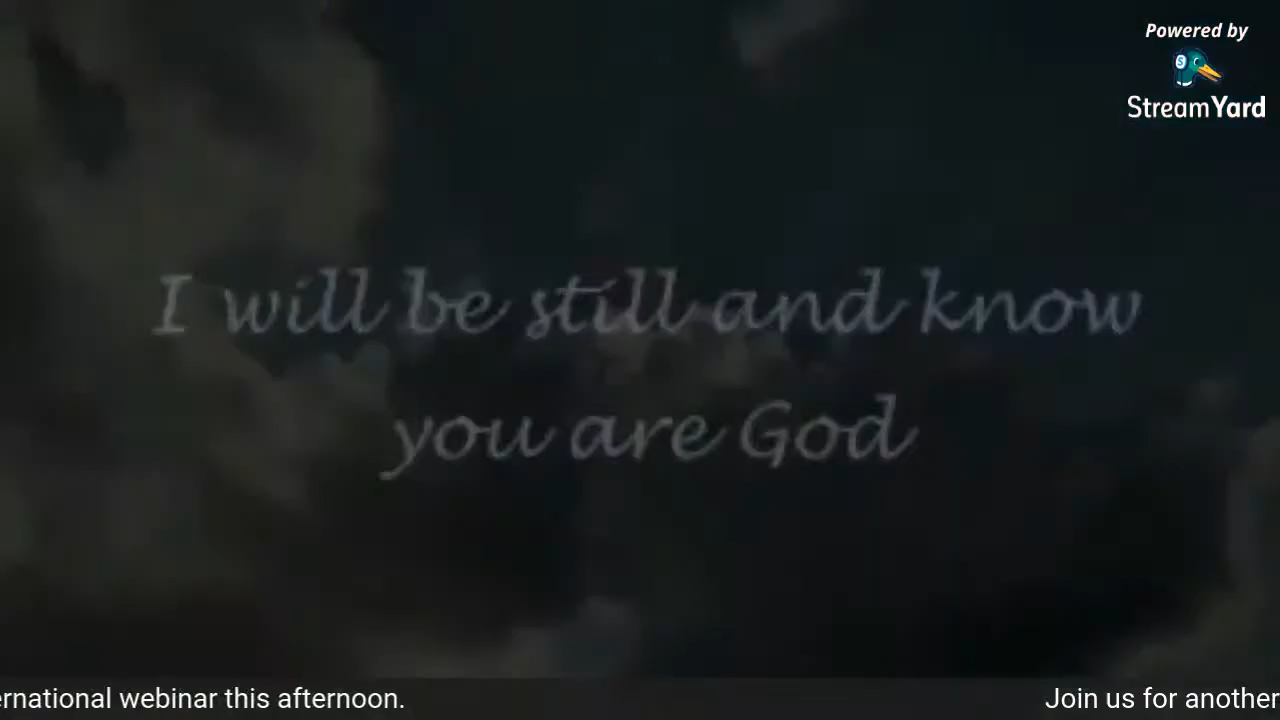 Powered by
StreamYard
I will be still and know
you are God
ernational webinar this afternoon.
Join us for another